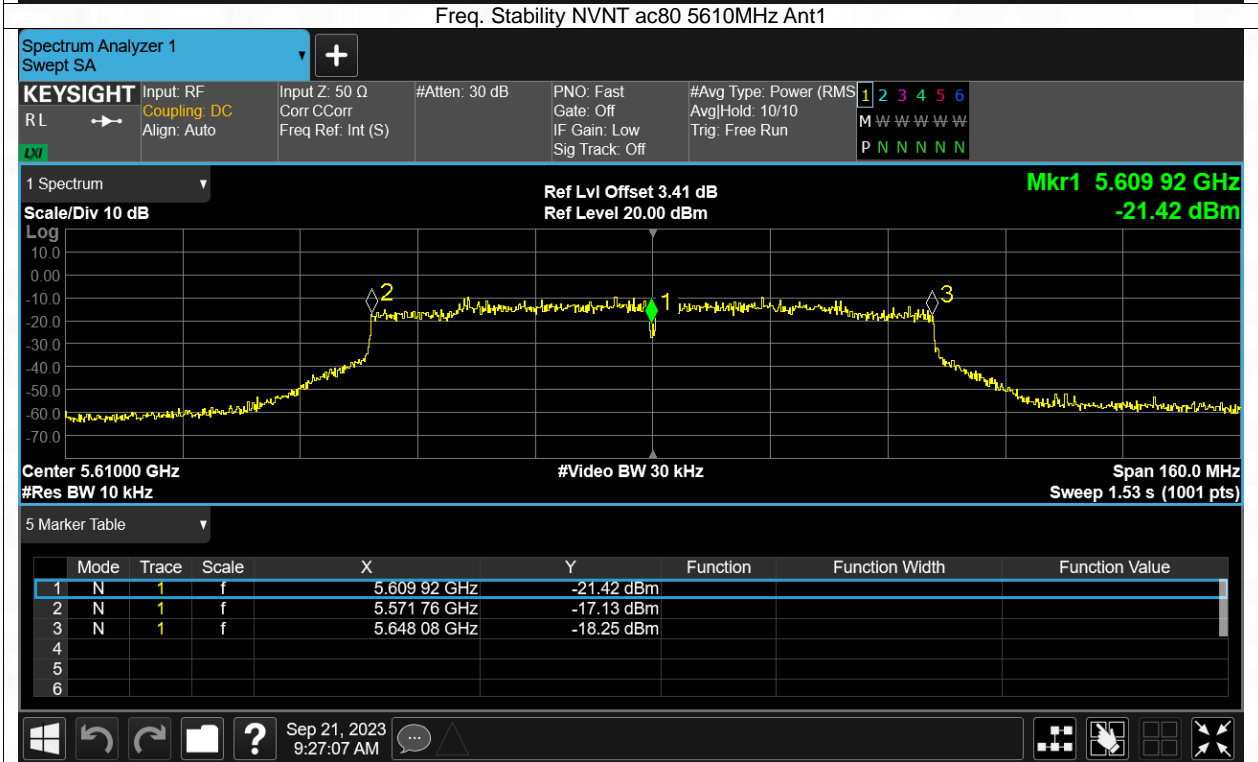 Freq. Stability NVNT ac80 5610MHz Ant1
Spectrum Analyzer 1
Swept SA
+
KEYSIGHT Input: RF Input Z: 50 Ω #Atten: 30 dB PNO: Fast #Avg Type: Power (RMS 1 2 3 4 5 6
RL Coupling: DC Corr CCorr Gate: Off Avg|Hold: 10/10 M W W W W W
Align: Auto Freq Ref: Int (S) IF Gain: Low Trig: Free Run
LXI Sig Track: Off P N N N N N
1 Spectrum Ref Lvl Offset 3.41 dB Mkr1 5.609 92 GHz
Scale/Div 10 dB Ref Level 20.00 dBm -21.42 dBm
Log
10.0
0.00
-10.0 2 1 3
-20.0
-30.0
-40.0
-50.0
-60.0
-70.0
Center 5.61000 GHz #Video BW 30 kHz Span 160.0 MHz
#Res BW 10 kHz Sweep 1.53 s (1001 pts)
5 Marker Table
Mode Trace Scale X Y Function Function Width Function Value
1 N 1 f 5.609 92 GHz -21.42 dBm
2 N 1 f 5.571 76 GHz -17.13 dBm
3 N 1 f 5.648 08 GHz -18.25 dBm
4
5
6
? Sep 21, 2023
9:27:07 AM